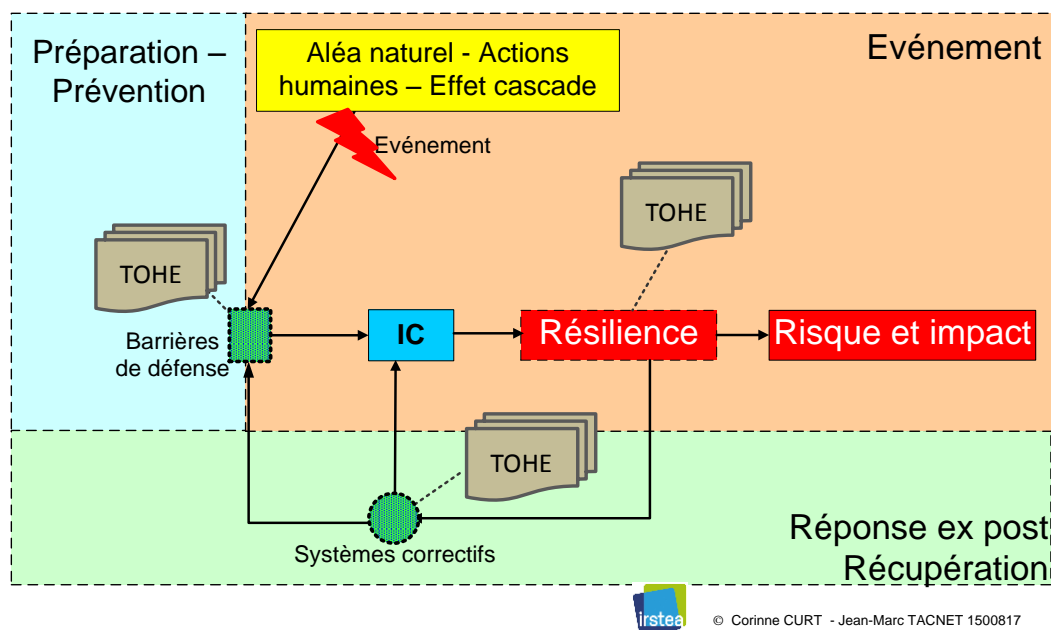 Préparation –
Prévention
Aléa naturel - Actions
humaines – Effet cascade
Evénement
Evénement
TOHE
TOHE
Barrières
de défense
IC
Résilience
Risque et impact
TOHE
Systèmes correctifs
Réponse ex post
Récupération
irstea
© Corinne CURT - Jean-Marc TACNET 1500817